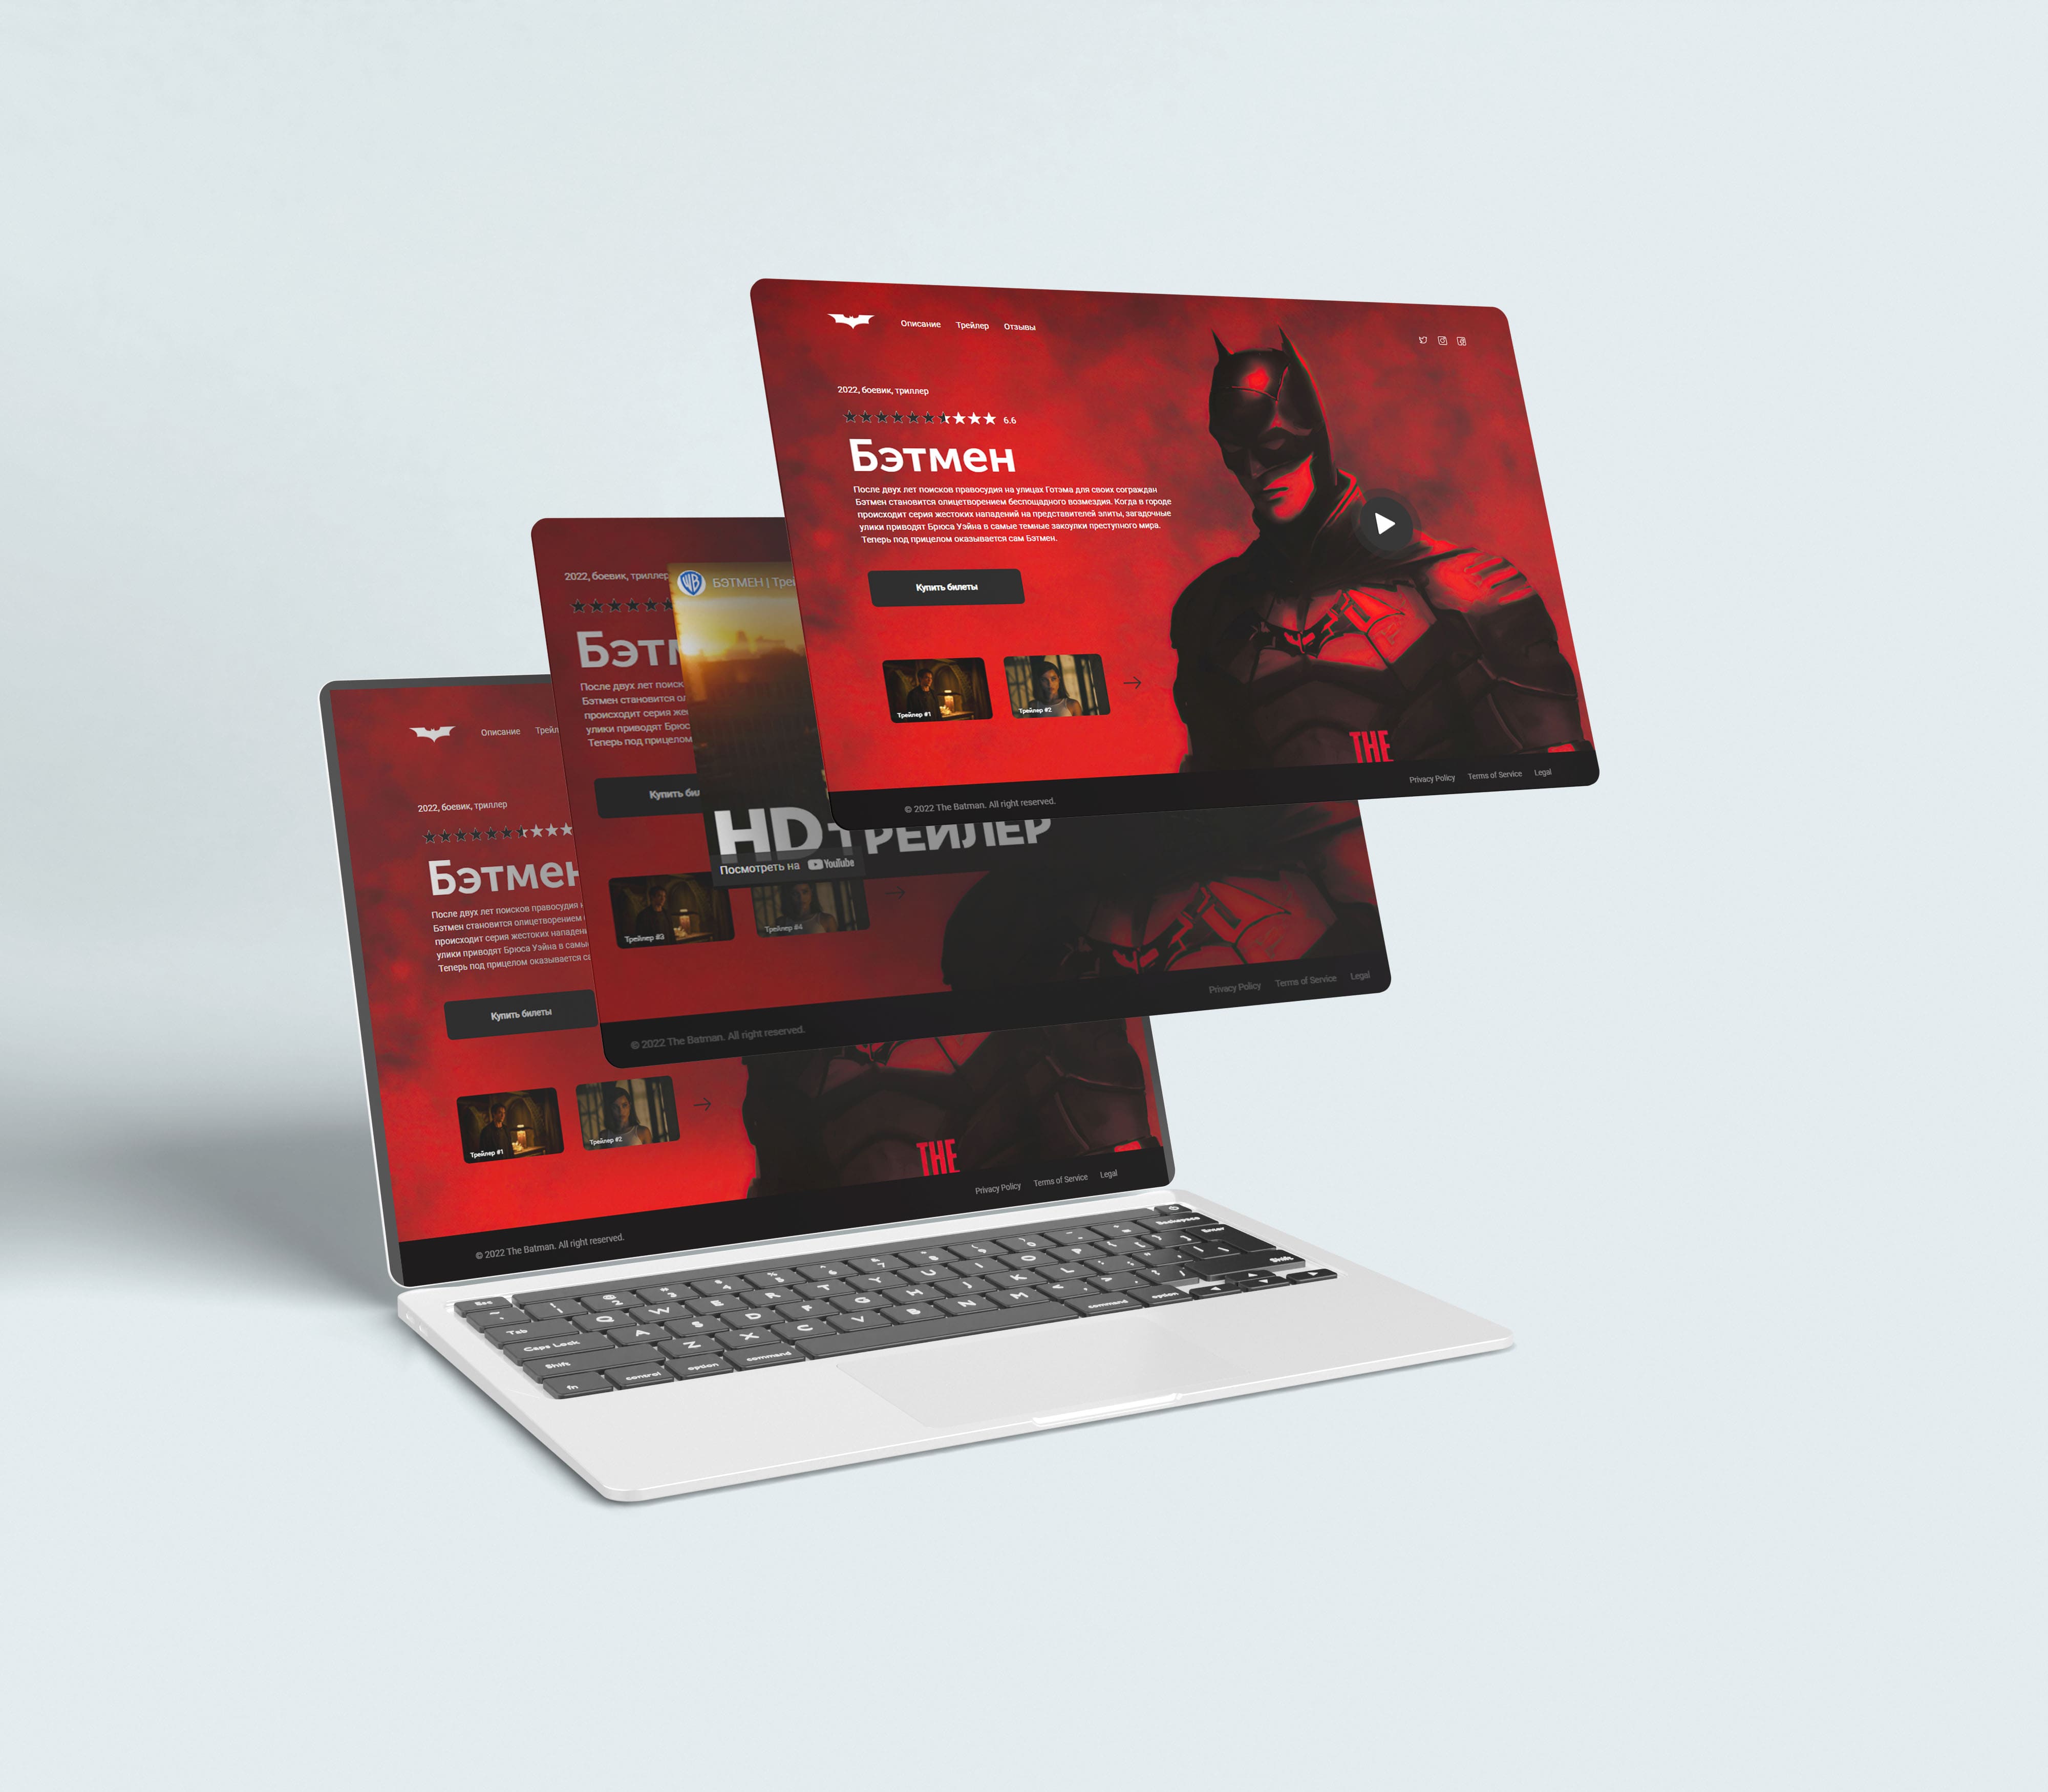 Описание Трейлер Отзывы
2022, боевик, триллер
6.6
Бэтмен
После двух лет поисков правосудия на улицах Готэма для своих сограждан
Бэтмен становится олицетворением беспощадного возмездия. Когда в городе
происходит серия жестоких нападений на представителей элиты, загадочные
улики приводят Брюса Уэйна в самые темные закоулки преступного мира.
Теперь под прицелом оказывается сам Бэтмен.
Купить билеты
Трейлер #1 Трейлер #2
THE
Privacy Policy Terms of Service Legal
© 2022 The Batman. All right reserved.
2022, боевик, триллер
WB БЭТМЕН | Тре
Бэтм
После двух лет поиск
Бэтмен становится ол
происходит серия жес
улики приводят Брюс
Теперь под прицелом
Купить бил
HD ТРЕЙЛЕР
Посмотреть на YouTube
Трейлер #3 Трейлер #4
Privacy Policy Terms of Service Legal
© 2022 The Batman. All right reserved.
Описание Трейл
2022, боевик, триллер
Бэтмен
После двух лет поисков правосудия
Бэтмен становится олицетворением
происходит серия жестоких нападен
улики приводят Брюса Уэйна в самы
Теперь под прицелом оказывается с
Купить билеты
Трейлер #1 Трейлер #2
THE
Privacy Policy Terms of Service Legal
© 2022 The Batman. All right reserved.
Esc
Backspace
Tab Q W E R T Y U I O P
Enter
Caps Lock A S D F G H J K L
Shift Z X C V B N M
Shift
fn control option command
command option